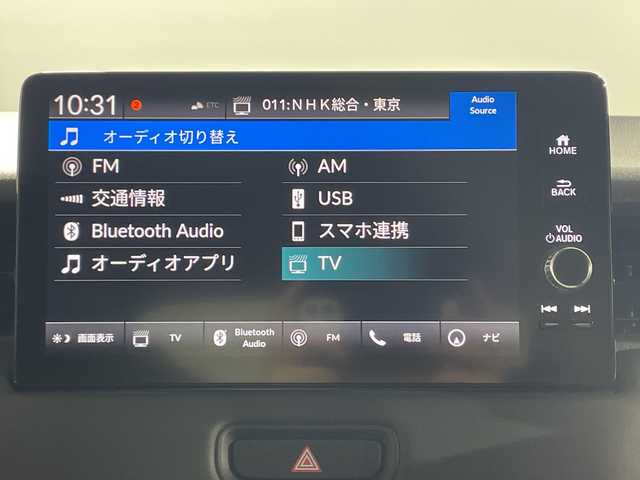 10:31 2 ETC 011:NHK総合・東京 Audio Source
オーディオ切り替え
FM AM
交通情報 USB
Bluetooth Audio スマホ連携
オーディオアプリ TV
画面表示 TV Bluetooth Audio FM 電話 ナビ
HOME
BACK
VOL
AUDIO